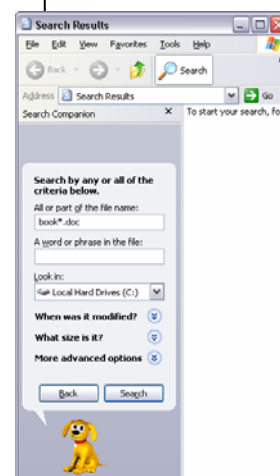 Search Results
File Edit View Favorites Tools Help
Back Search
Address Search Results Go
Search Companion To start your search, fo
Search by any or all of the
criteria below.
All or part of the file name:
book*.doc
A word or phrase in the file:
Look in:
Local Hard Drives (C:)
When was it modified?
What size is it?
More advanced options
Back Search